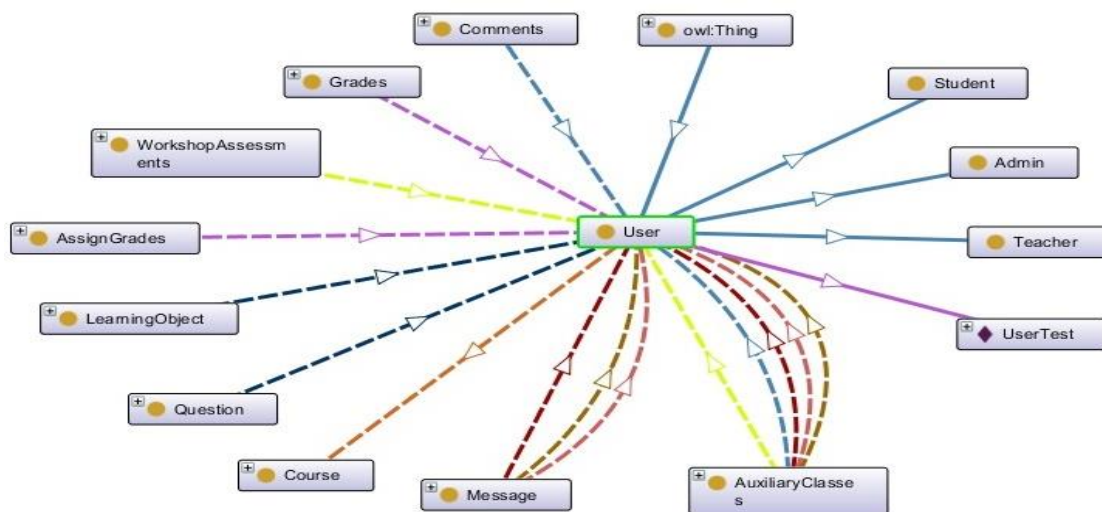 Comments
owl:Thing
Grades
Student
WorkshopAssessm
ents
Admin
AssignGrades
User
Teacher
LearningObject
UserTest
Question
Course
Message
AuxiliaryClasse
s